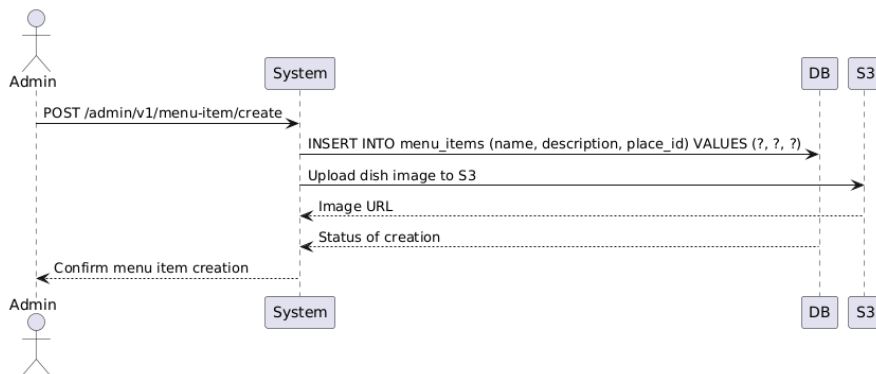 Admin
System
DB
S3
POST /admin/v1/menu-item/create
INSERT INTO menu_items (name, description, place_id) VALUES (?, ?, ?)
Upload dish image to S3
Image URL
Status of creation
Confirm menu item creation
Admin
System
DB
S3